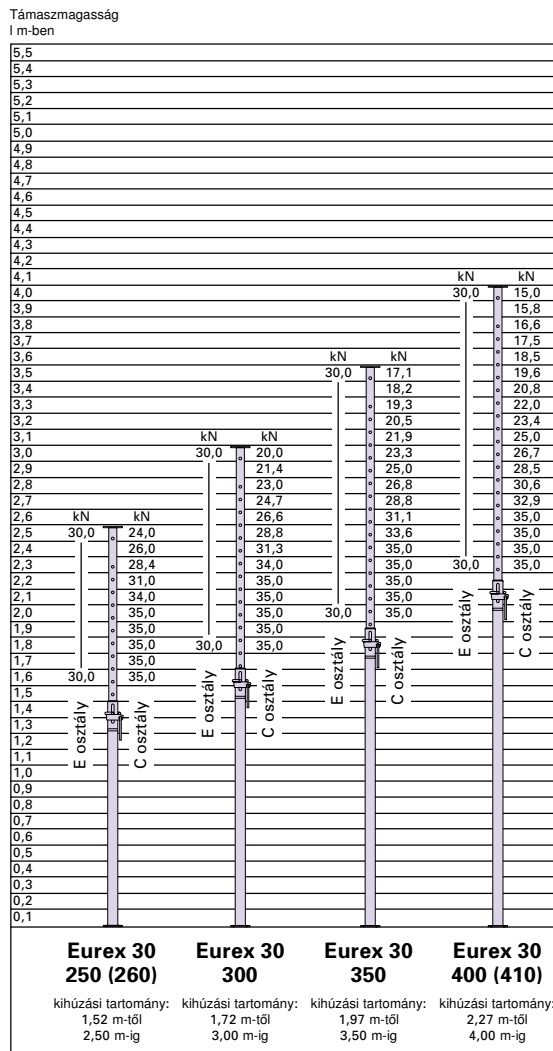 Támaszmagasság
l m-ben
5,5
5,4
5,3
5,2
5,1
5,0
4,9
4,8
4,7
4,6
4,5
4,4
4,3
4,2
4,1 kN kN
4,0 30,0 15,0
3,9 15,8
3,8 16,6
3,7 17,5
3,6 kN kN 18,5
3,5 30,0 17,1 19,6
3,4 18,2 20,8
3,3 19,3 22,0
3,2 20,5 23,4
3,1 kN kN 21,9 25,0
3,0 30,0 20,0 23,3 26,7
2,9 21,4 25,0 28,5
2,8 23,0 26,8 30,6
2,7 24,7 28,8 32,9
2,6 kN kN 26,6 31,1 35,0
2,5 30,0 24,0 28,8 33,6 35,0
2,4 26,0 31,3 35,0 35,0
2,3 28,4 34,0 35,0 30,0 35,0
2,2 31,0 35,0 35,0
2,1 34,0 35,0 35,0
2,0 35,0 35,0 30,0 35,0
1,9 35,0 35,0
1,8 35,0 30,0 35,0
1,7 35,0
1,6 30,0 35,0
1,5
1,4
1,3
1,2
1,1
1,0
0,9
0,8
0,7
0,6
0,5
0,4
0,3
0,2
0,1
E osztály C osztály
E osztály C osztály
E osztály C osztály
E osztály C osztály
Eurex 30 Eurex 30 Eurex 30 Eurex 30
250 (260) 300 350 400 (410)
kihúzási tartomány: kihúzási tartomány: kihúzási tartomány: kihúzási tartomány:
1,52 m-től 1,72 m-től 1,97 m-től 2,27 m-től
2,50 m-ig 3,00 m-ig 3,50 m-ig 4,00 m-ig